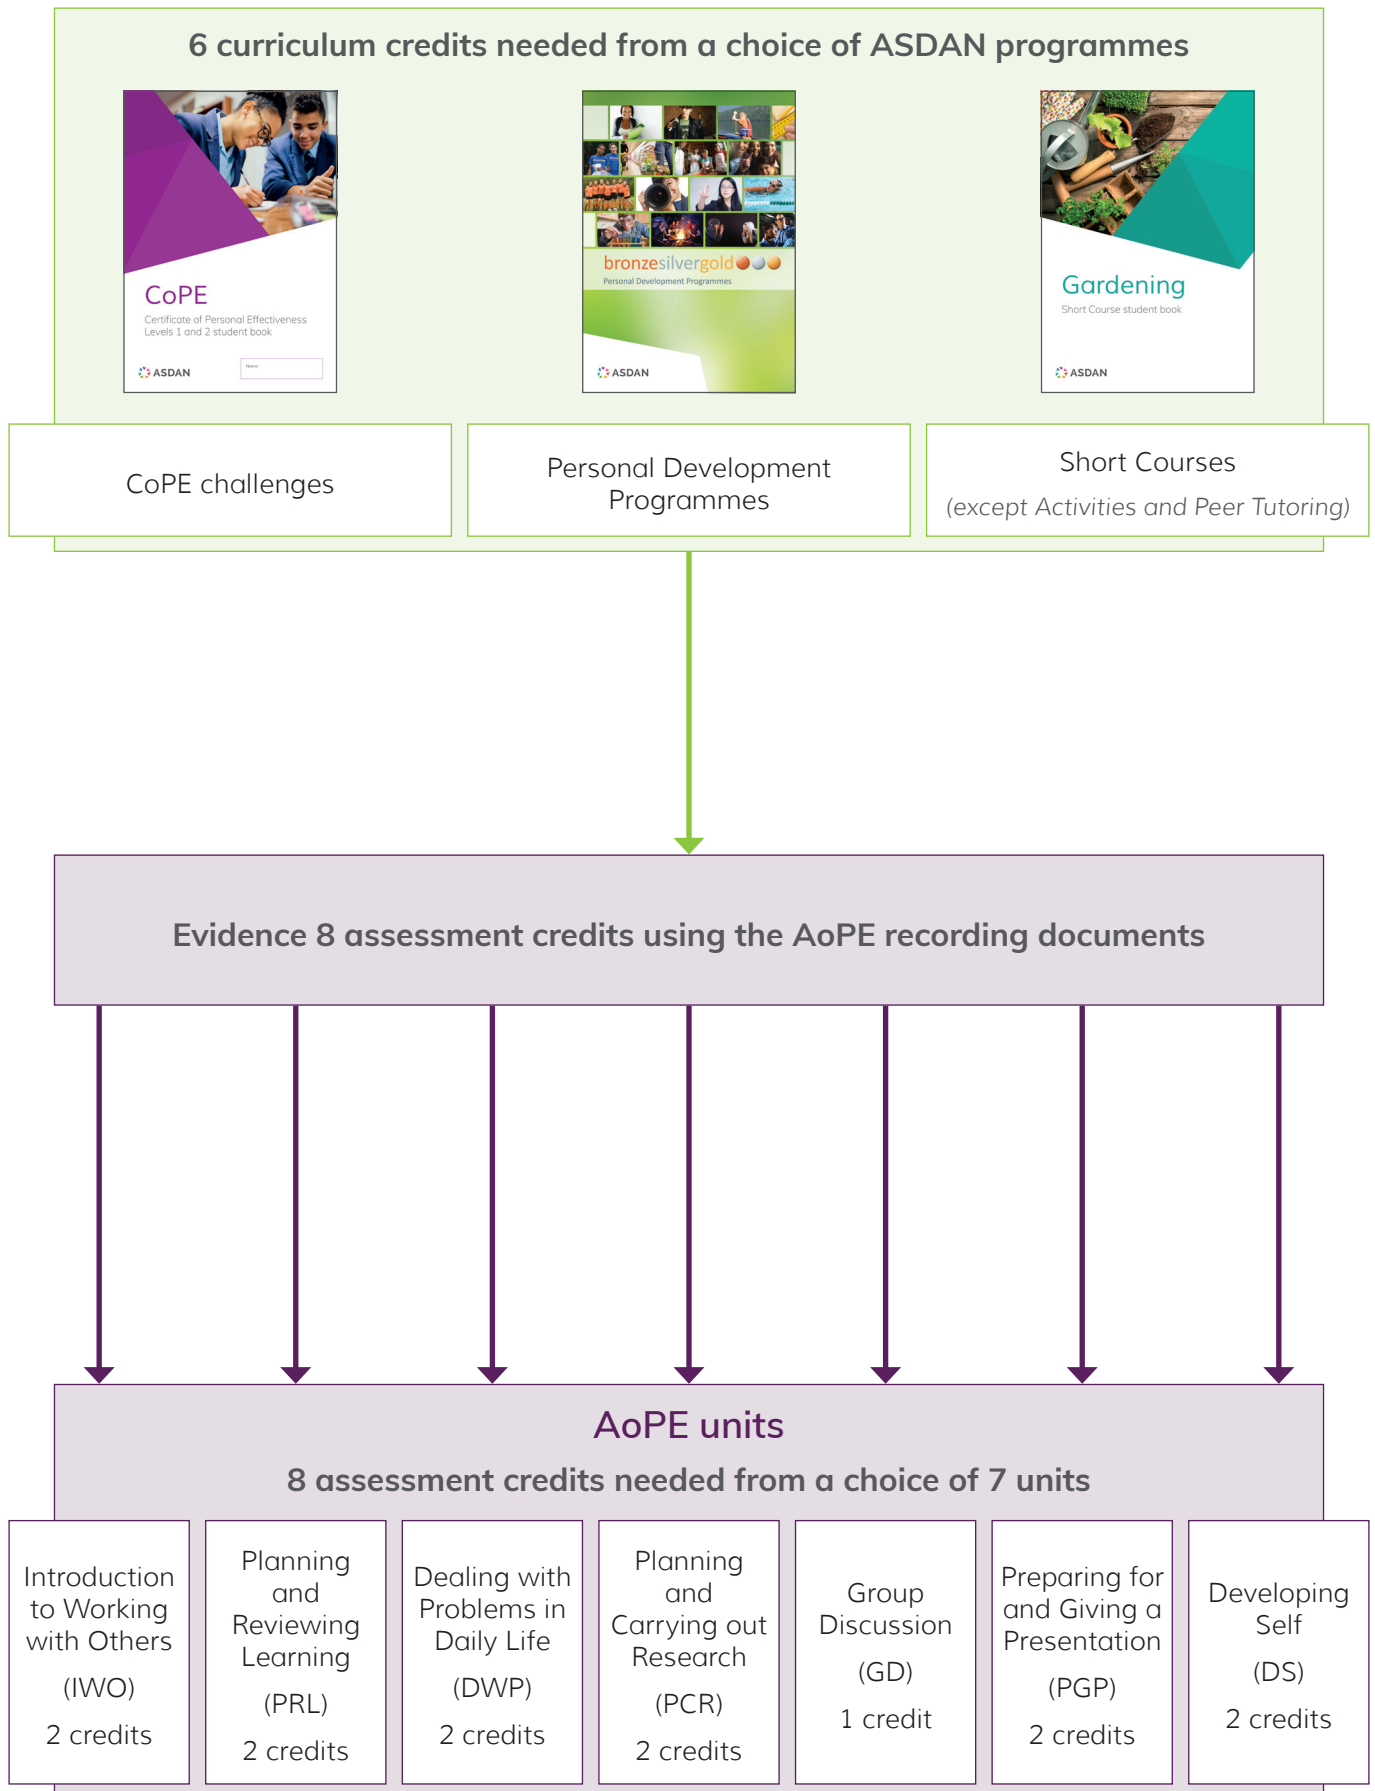 6 curriculum credits needed from a choice of ASDAN programmes
CoPE
Certificate of Personal Effectiveness
Levels 1 and 2 student book
ASDAN
Name:
bronzesilvergold
Personal Development Programmes
ASDAN
Gardening
Short Course student book
ASDAN
CoPE challenges
Personal Development
Programmes
Short Courses
(except Activities and Peer Tutoring)
Evidence 8 assessment credits using the AoPE recording documents
AoPE units
8 assessment credits needed from a choice of 7 units
Introduction
to Working
with Others
(IWO)
2 credits
Planning
and
Reviewing
Learning
(PRL)
2 credits
Dealing with
Problems in
Daily Life
(DWP)
2 credits
Planning
and
Carrying out
Research
(PCR)
2 credits
Group
Discussion
(GD)
1 credit
Preparing for
and Giving a
Presentation
(PGP)
2 credits
Developing
Self
(DS)
2 credits